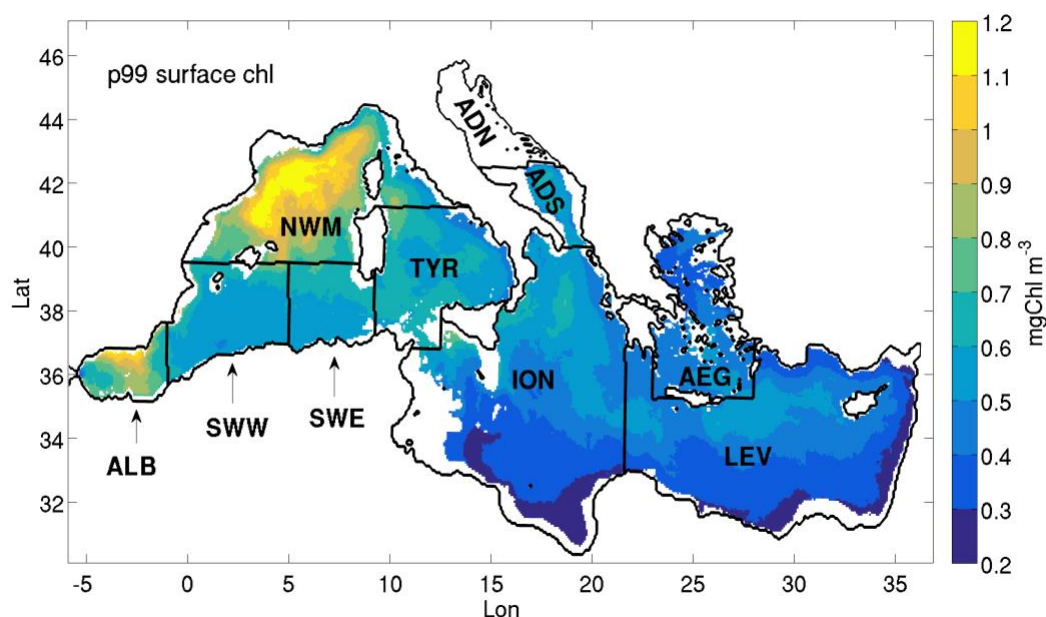 p99 surface chl
46
44
42
40
38
36
34
32
Lat
-5
0
5
10
15
20
25
30
35
Lon
ADN
ADS
NWM
TYR
ION
AEG
LEV
ALB
SWW
SWE
1.2
1.1
1
0.9
0.8
0.7
0.6
0.5
0.4
0.3
0.2
mgChl m⁻³